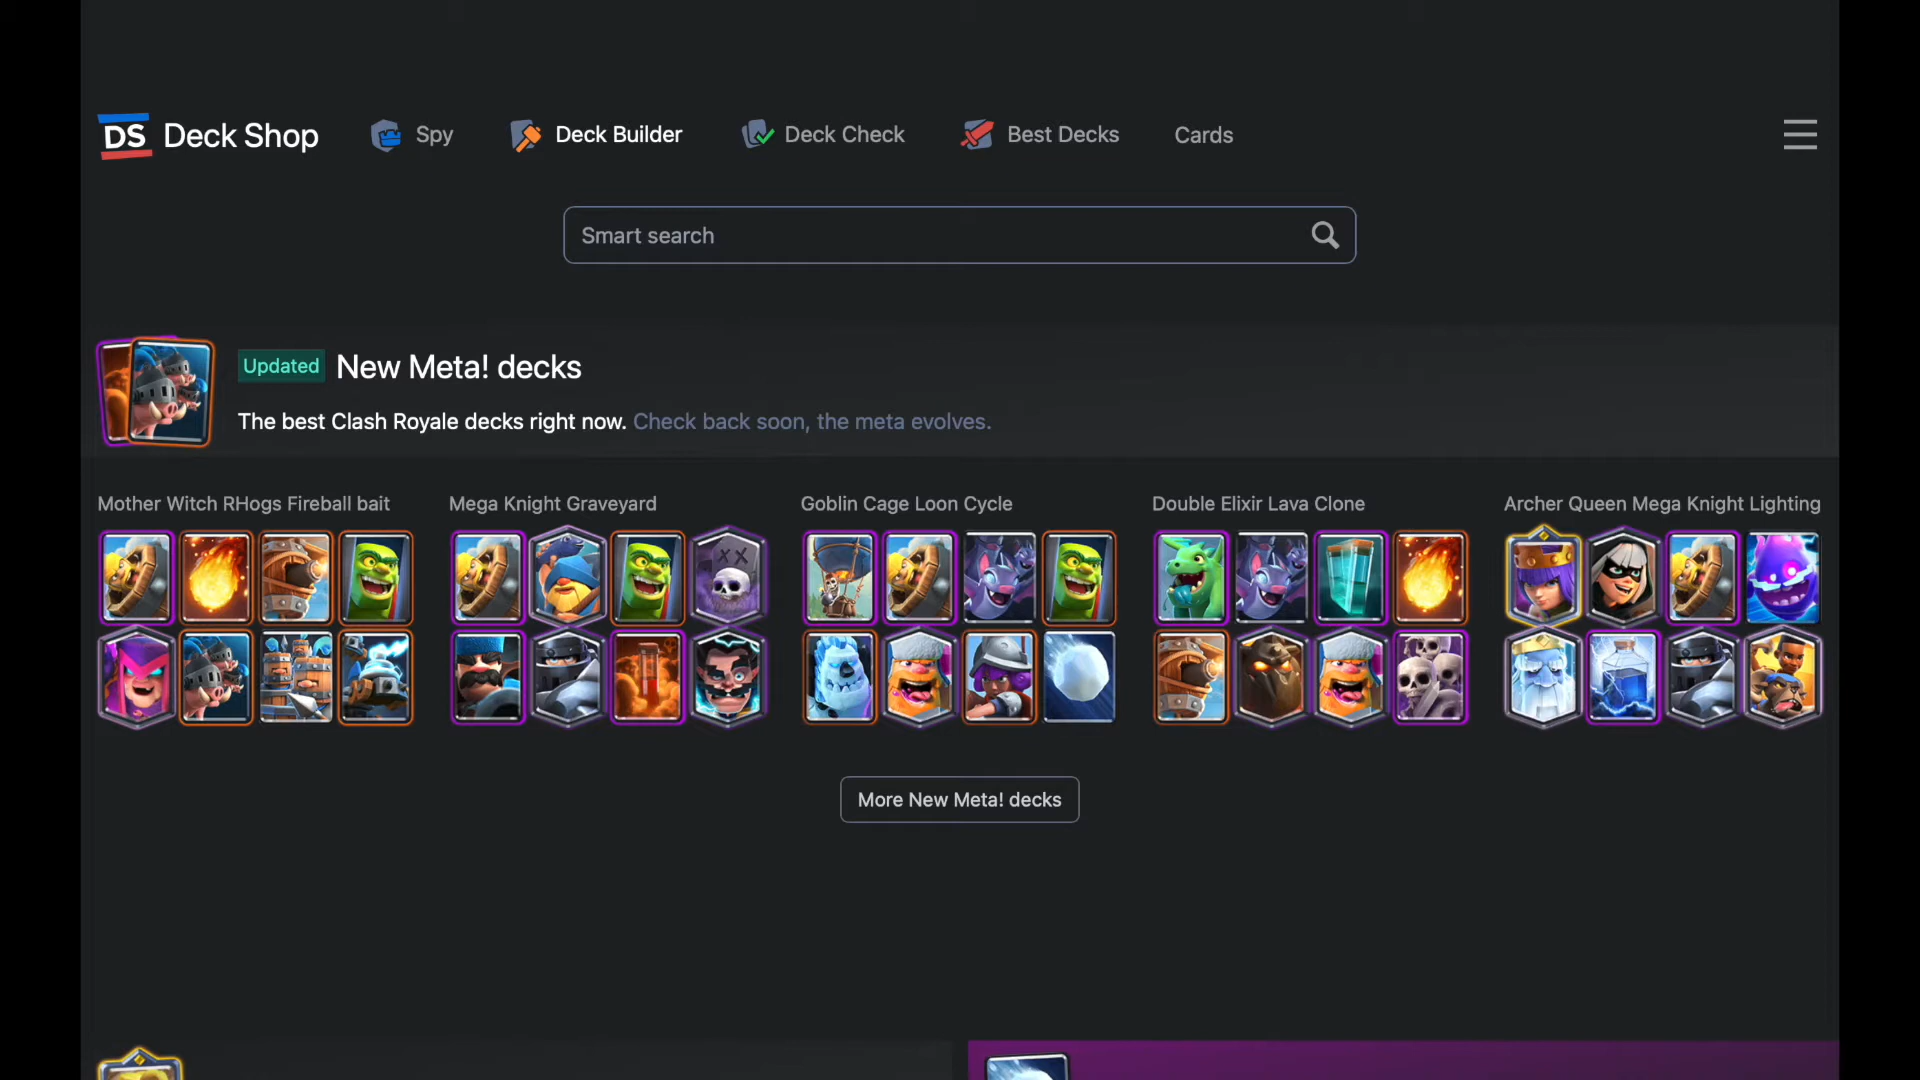 DS Deck Shop Spy Deck Builder Deck Check Best Decks Cards
Smart search
Updated New Meta! decks
The best Clash Royale decks right now. Check back soon, the meta evolves.
Mother Witch RHogs Fireball bait
Mega Knight Graveyard
Goblin Cage Loon Cycle
Double Elixir Lava Clone
Archer Queen Mega Knight Lighting
More New Meta! decks